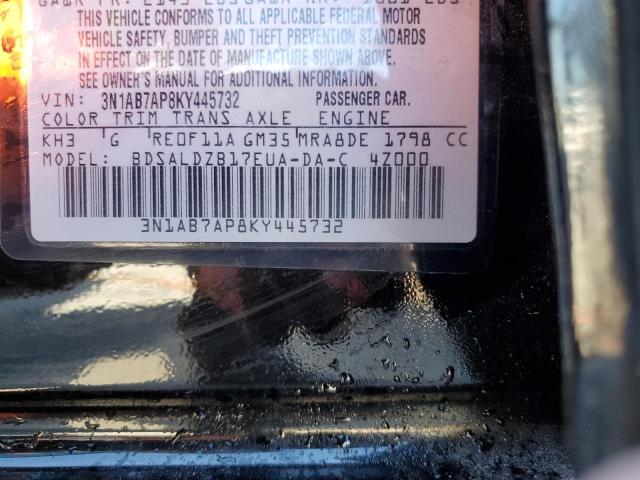 THIS VEHICLE CONFORMS TO ALL APPLICABLE FEDERAL MOTOR
VEHICLE SAFETY, BUMPER AND THEFT PREVENTION STANDARDS
IN EFFECT ON THE DATE OF MANUFACTURE SHOWN ABOVE.
SEE OWNER'S MANUAL FOR ADDITIONAL INFORMATION.
VIN: 3N1AB7AP8KY445732 PASSENGER CAR.
COLOR TRIM TRANS AXLE ENGINE
KH3 G RE0F11A GM35 MRA8DE 1798 CC
MODEL: BDSALDZB17EUA-DA-C 4Z000
3N1AB7AP8KY445732